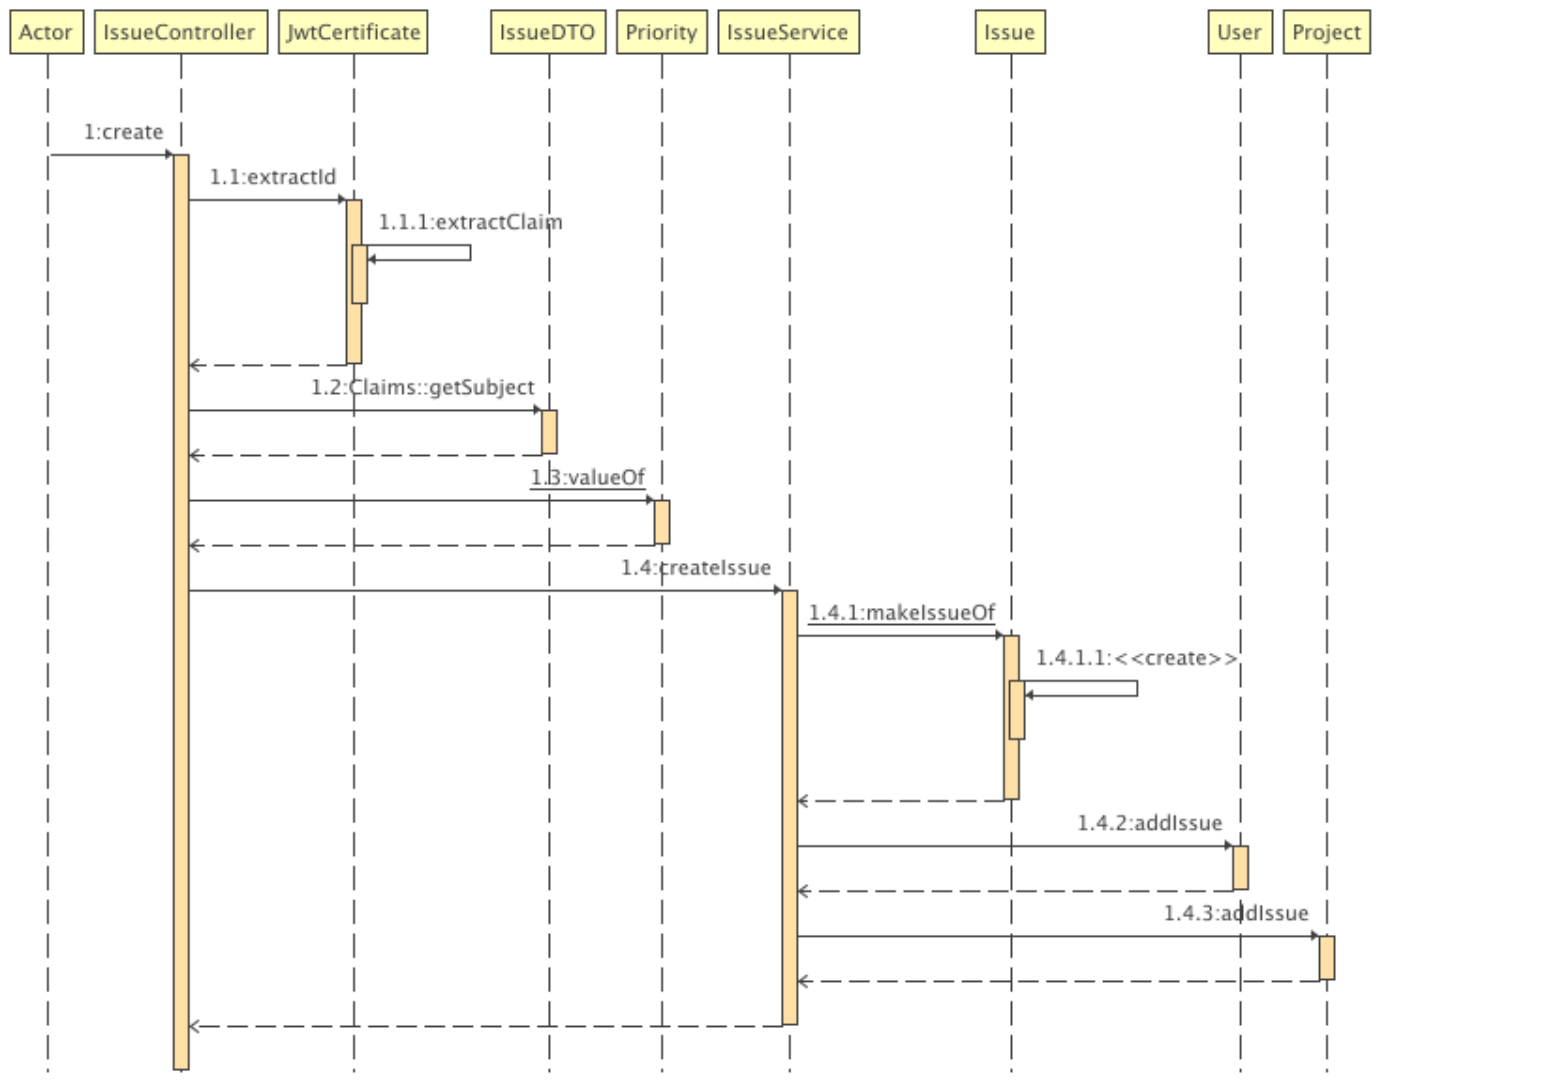 Actor
IssueController
JwtCertificate
IssueDTO
Priority
IssueService
Issue
User
Project
1:create
1.1:extractId
1.1.1:extractClaim
1.2:Claims::getSubject
1.3:valueOf
1.4:createIssue
1.4.1:makeIssueOf
1.4.1.1:<<create>>
1.4.2:addIssue
1.4.3:addIssue